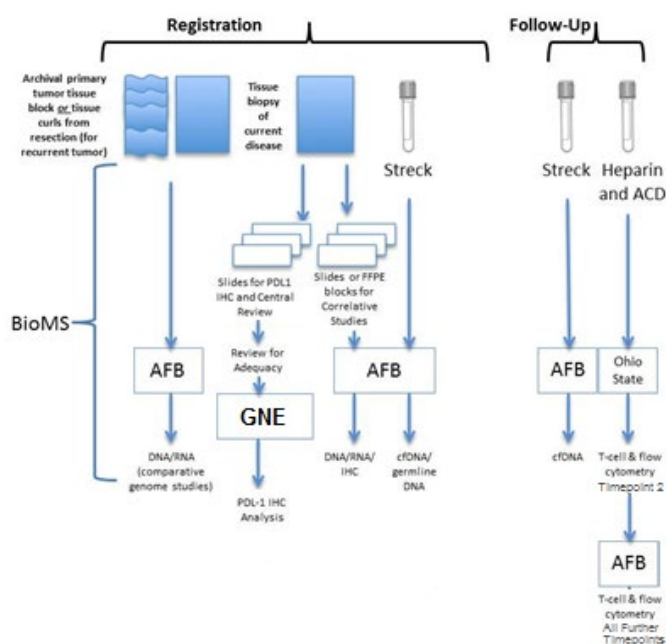 Registration
Follow-Up
Archival primary
tumor tissue
block or tissue
curls from
resection (for
recurrent tumor)
Tissue
biopsy
of
current
disease
Streck
Streck
Heparin
and ACD
BioMS
Slides for PDL1
IHC and Central
Review
Slides or FFPE
blocks for
Correlative
Studies
Review for
Adequacy
AFB
GNE
AFB
AFB
Ohio
State
DNA/RNA
(comparative
genome studies)
PDL-1 IHC
Analysis
DNA/RNA/
IHC
cfDNA/
germline
DNA
cfDNA
T-cell & flow
cytometry
Timepoint 2
AFB
T-cell & flow
cytometry
All Further
Timepoints